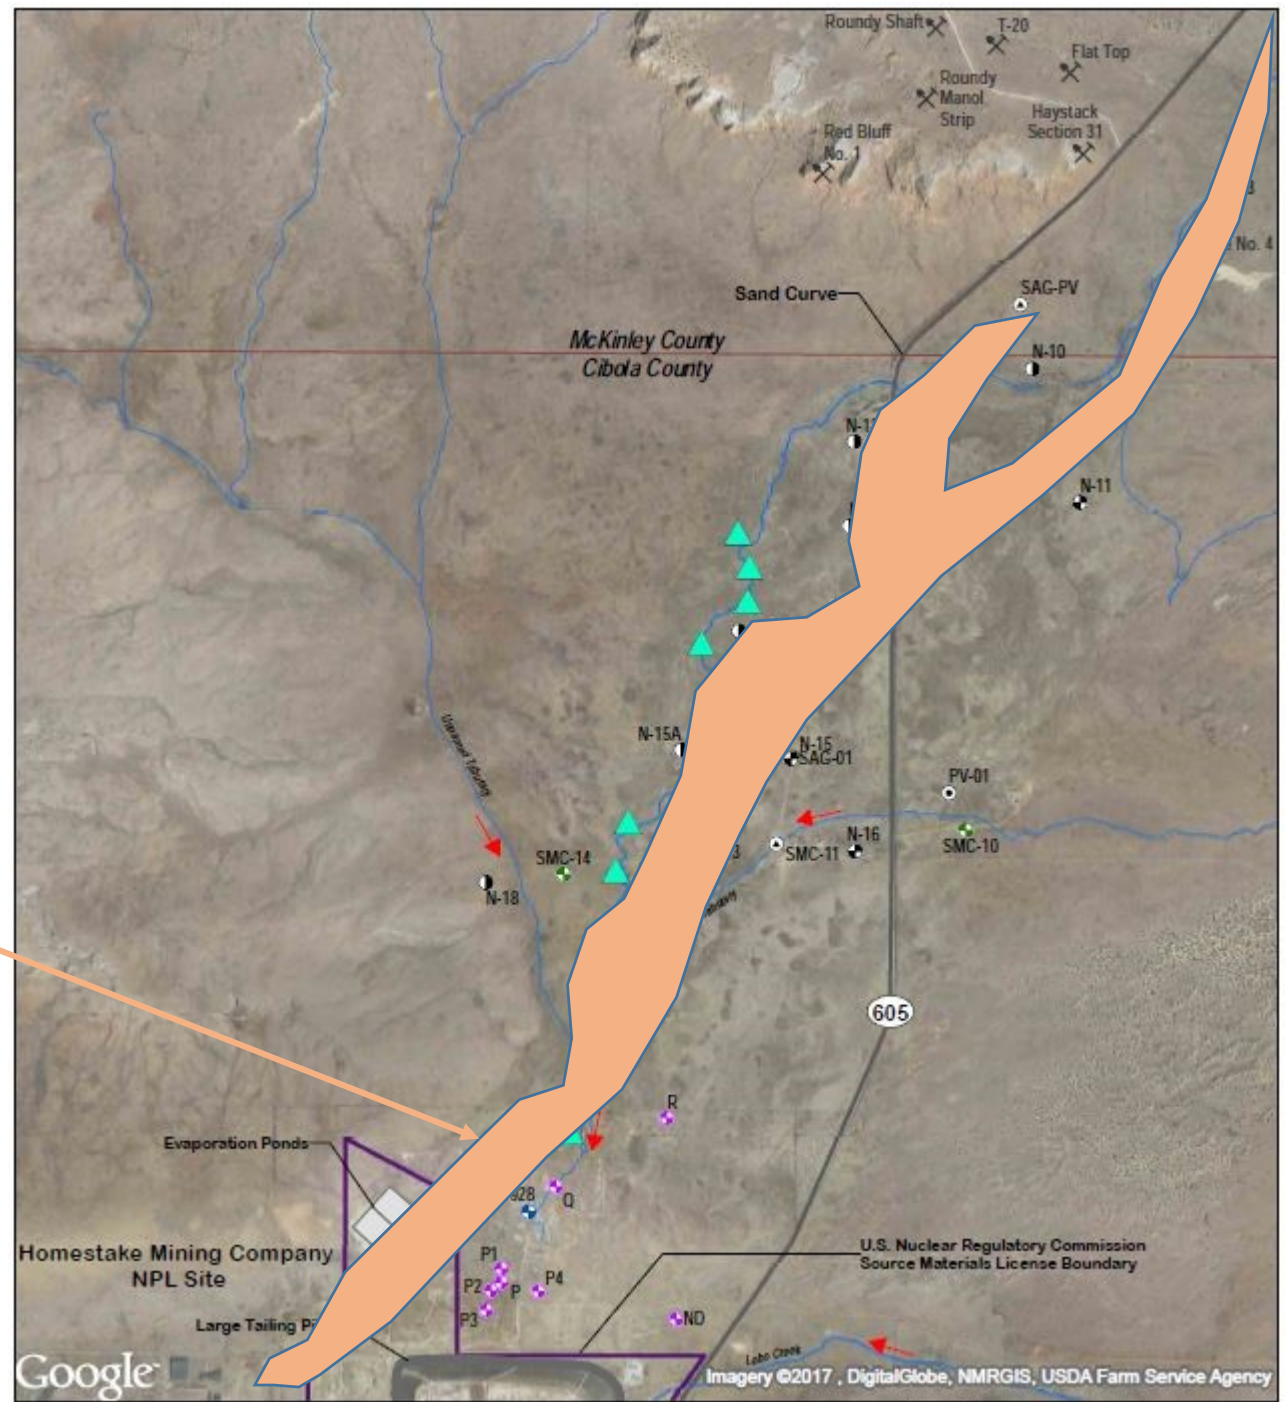 Roundy Shaft
T-20
Flat Top
Roundy
Manol
Strip
Haystack
Section 31
Red Bluff
No. 1
No. 4
Sand Curve
SAG-PV
McKinley County
Cibola County
N-10
N-11
Unnamed Tributary
N-15A
N-15
SAG-01
PV-01
SMC-14
SMC-11
N-16
SMC-10
N-18
605
R
Evaporation Ponds
Q
Homestake Mining Company
NPL Site
P1
P2
P
P4
P3
ND
U.S. Nuclear Regulatory Commission
Source Materials License Boundary
Large Tailing
Lobo Creek
Google
Imagery ©2017 , DigitalGlobe, NMRGIS, USDA Farm Service Agency